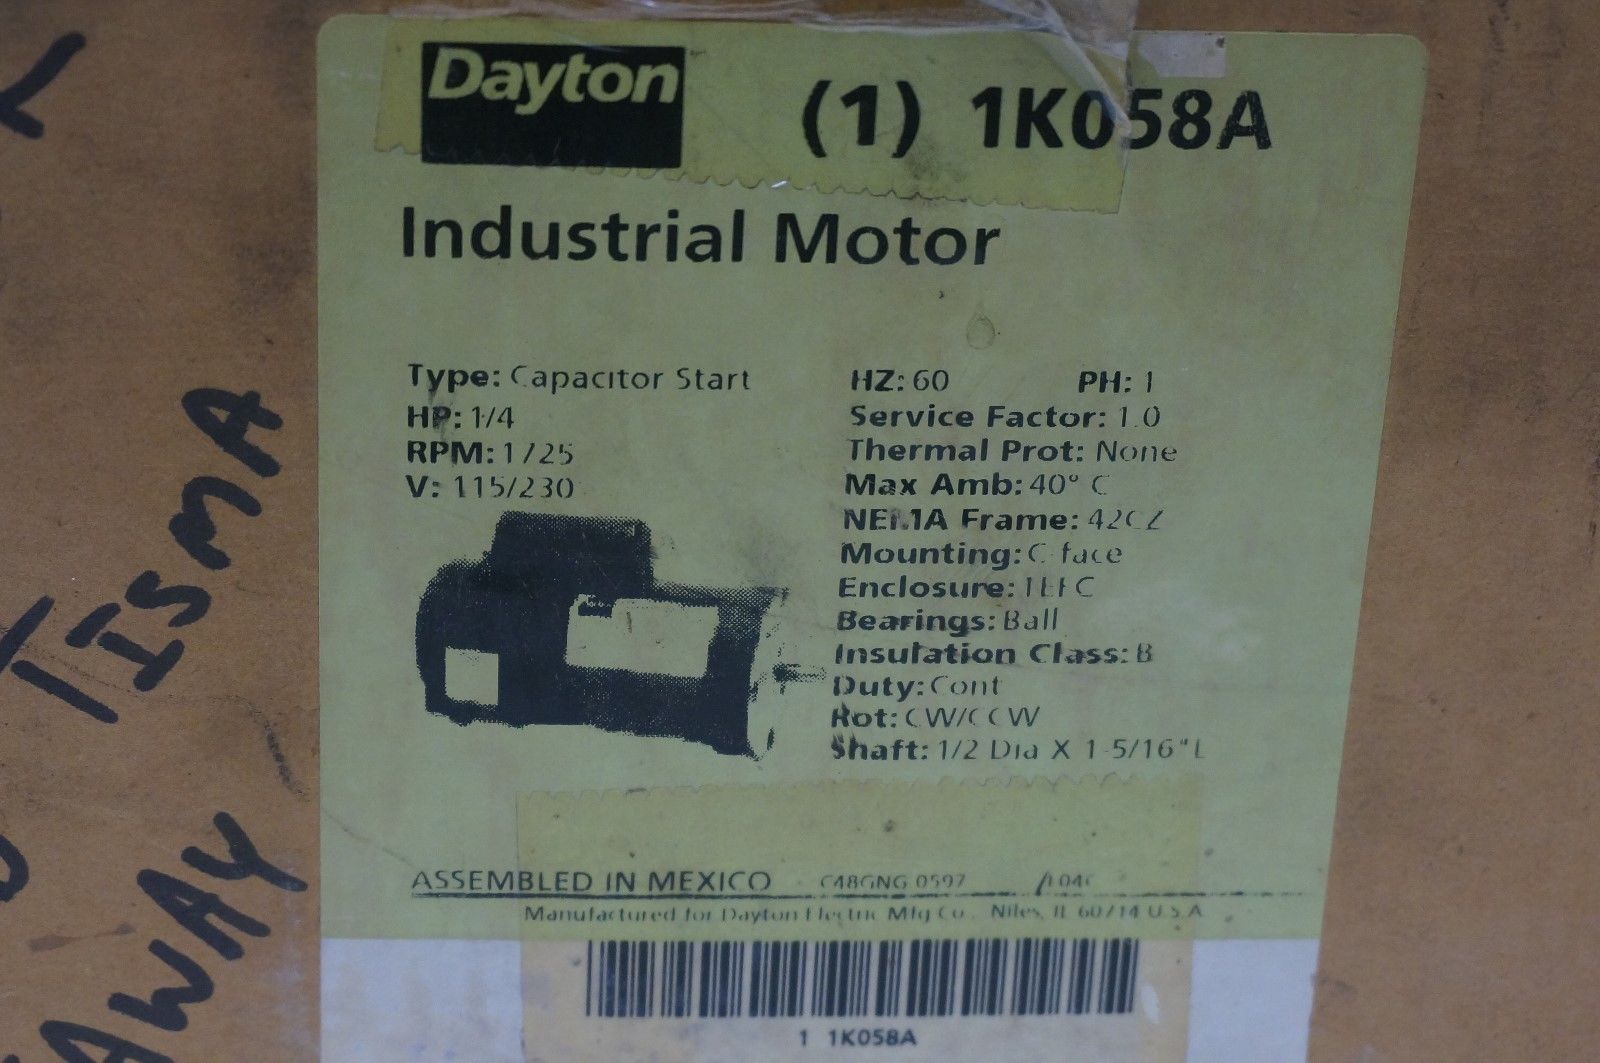 Dayton
(1) 1K058A
Industrial Motor
Type: Capacitor Start
HP: 1/4
RPM: 1725
V: 115/230
HZ: 60 PH: 1
Service Factor: 1.0
Thermal Prot: None
Max Amb: 40° C
NEMA Frame: 42CZ
Mounting: C-face
Enclosure: TEFC
Bearings: Ball
Insulation Class: B
Duty: Cont
Rot: CW/CCW
Shaft: 1/2 Dia X 1-5/16"L
ASSEMBLED IN MEXICO C48GNG 0597
Manufactured for Dayton Electric Mfg Co., Niles, IL 60714 U.S.A
1 1K058A
ISMA
AWAY